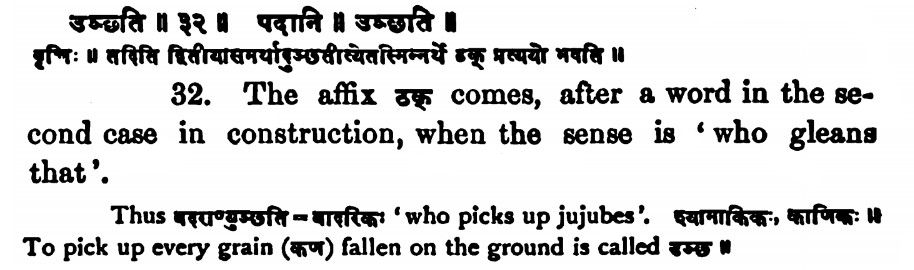 उञ्छति ॥ ३२ ॥ पदानि ॥ उञ्छति ॥
वृत्तिः ॥ तदिति द्वितीयासमर्थादुञ्छतीत्येतस्मिन्नर्थे ठक् प्रत्ययो भवति ॥
32. The affix ठक् comes, after a word in the se-
cond case in construction, when the sense is ‘ who gleans
that ’.
Thus बदराण्युञ्छति = बादरिकः ‘ who picks up jujubes ’. श्यामाकिकः, काणिकः ॥
To pick up every grain (कण) fallen on the ground is called उञ्छ ॥